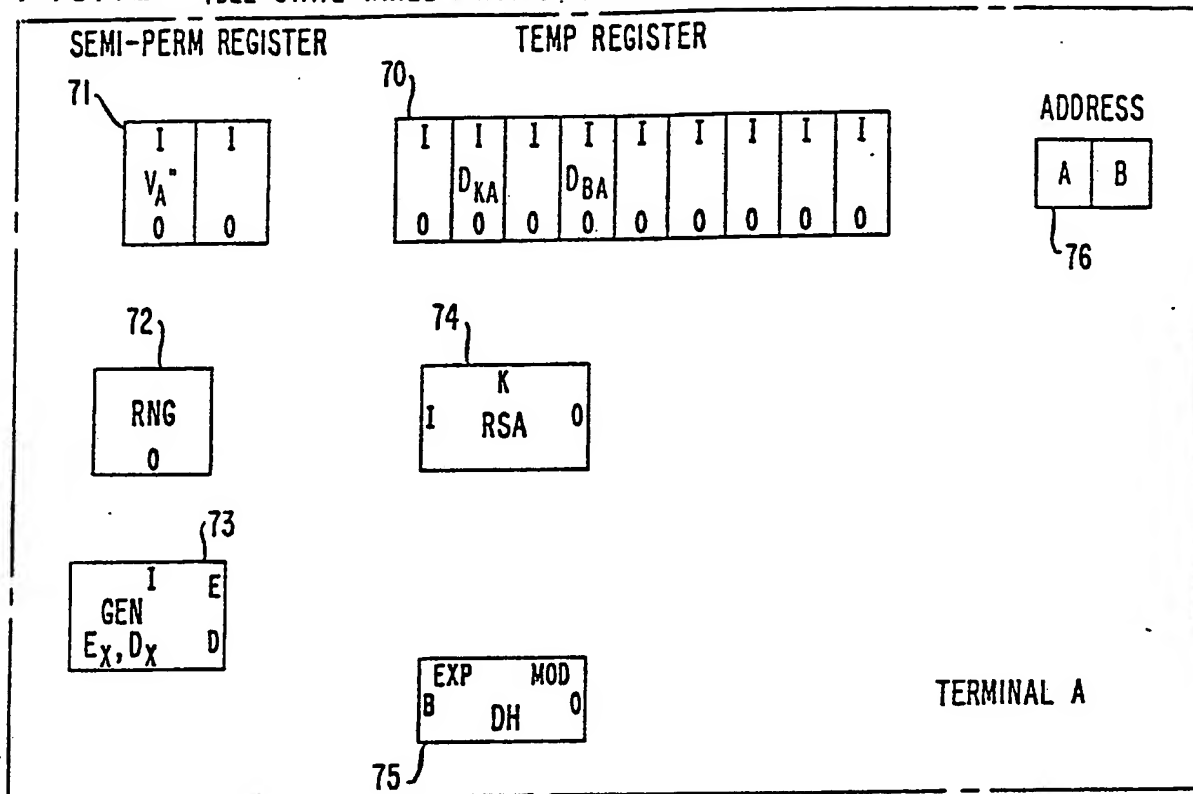 SEMI-PERM REGISTER
TEMP REGISTER
71
70
ADDRESS
I I
I I 1 I I I I I I
V_A"
D_KA D_BA
A B
0 0
0 0 0 0 0 0 0 0 0
76
72
74
RNG
0
K
I RSA 0
73
I E
GEN
E_X, D_X D
EXP MOD
B DH 0
75
TERMINAL A